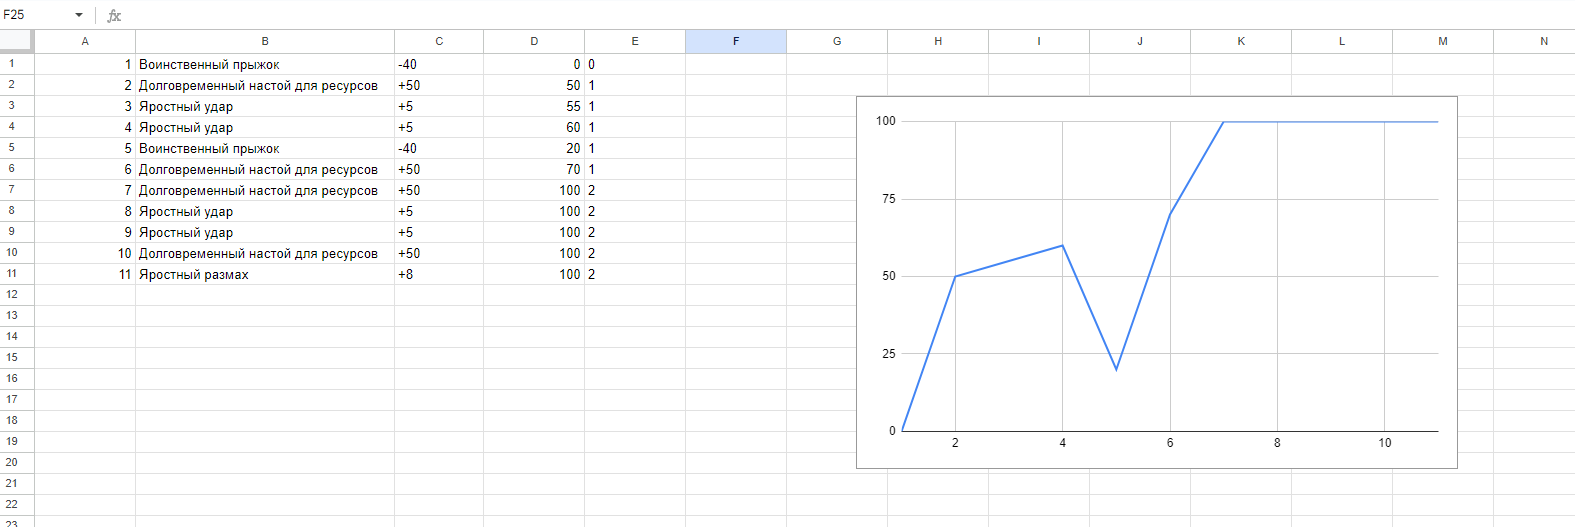 F25 fx
A B C D E F G H I J K L M N
1 1 Воинственный прыжок -40 0 0
2 2 Долговременный настой для ресурсов +50 50 1
3 3 Яростный удар +5 55 1
4 4 Яростный удар +5 60 1
5 5 Воинственный прыжок -40 20 1
6 6 Долговременный настой для ресурсов +50 70 1
7 7 Долговременный настой для ресурсов +50 100 2
8 8 Яростный удар +5 100 2
9 9 Яростный удар +5 100 2
10 10 Долговременный настой для ресурсов +50 100 2
11 11 Яростный размах +8 100 2
12
13
14
15
16
17
18
19
20
21
22
23
100
75
50
25
0
2 4 6 8 10